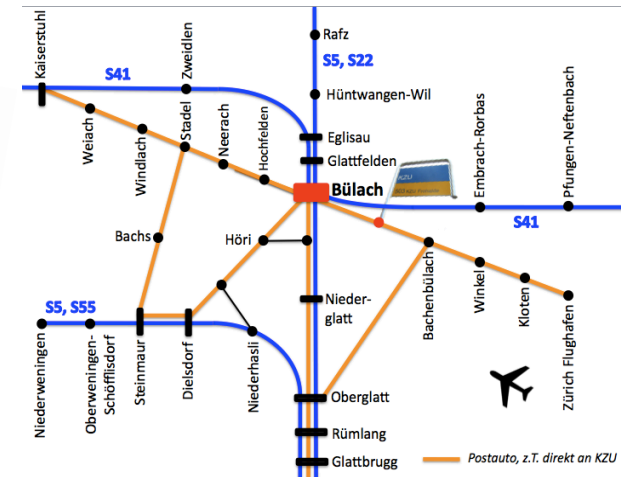 Kaiserstuhl
S41
Zweidlen
Rafz
S5, S22
Hüntwangen-Wil
Weiach
Windlach
Stadel
Neerach
Hochfelden
Eglisau
Glattfelden
Bülach
KZU
Embrach-Rorbas
Pfungen-Neftenbach
S41
Bachs
Höri
Nieder-
glatt
Bachenbülach
Winkel
Kloten
Zürich Flughafen
S5, S55
Niederweningen
Oberweningen-
Schöfflisdorf
Steinmaur
Dielsdorf
Niederhasli
Oberglatt
Rümlang
Glattbrugg
Postauto, z.T. direkt an KZU